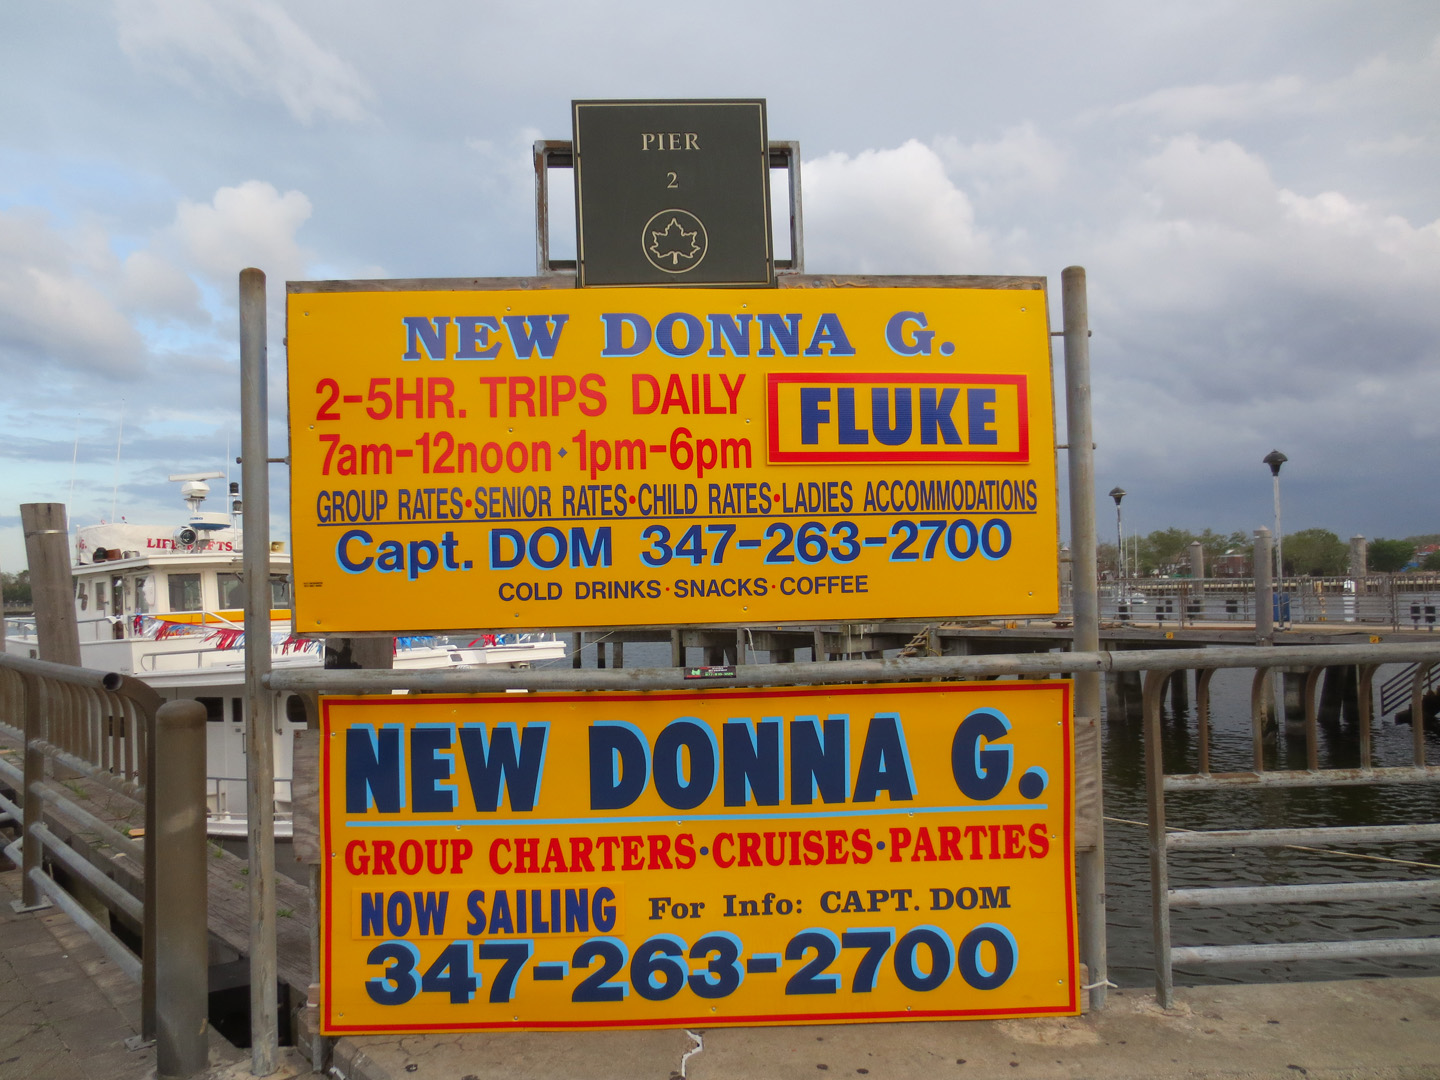 PIER
2
NEW DONNA G.
2-5HR. TRIPS DAILY
FLUKE
7am-12noon·1pm-6pm
GROUP RATES·SENIOR RATES·CHILD RATES·LADIES ACCOMMODATIONS
Capt. DOM 347-263-2700
COLD DRINKS·SNACKS·COFFEE
NEW DONNA G.
GROUP CHARTERS·CRUISES·PARTIES
NOW SAILING For Info: CAPT. DOM
347-263-2700